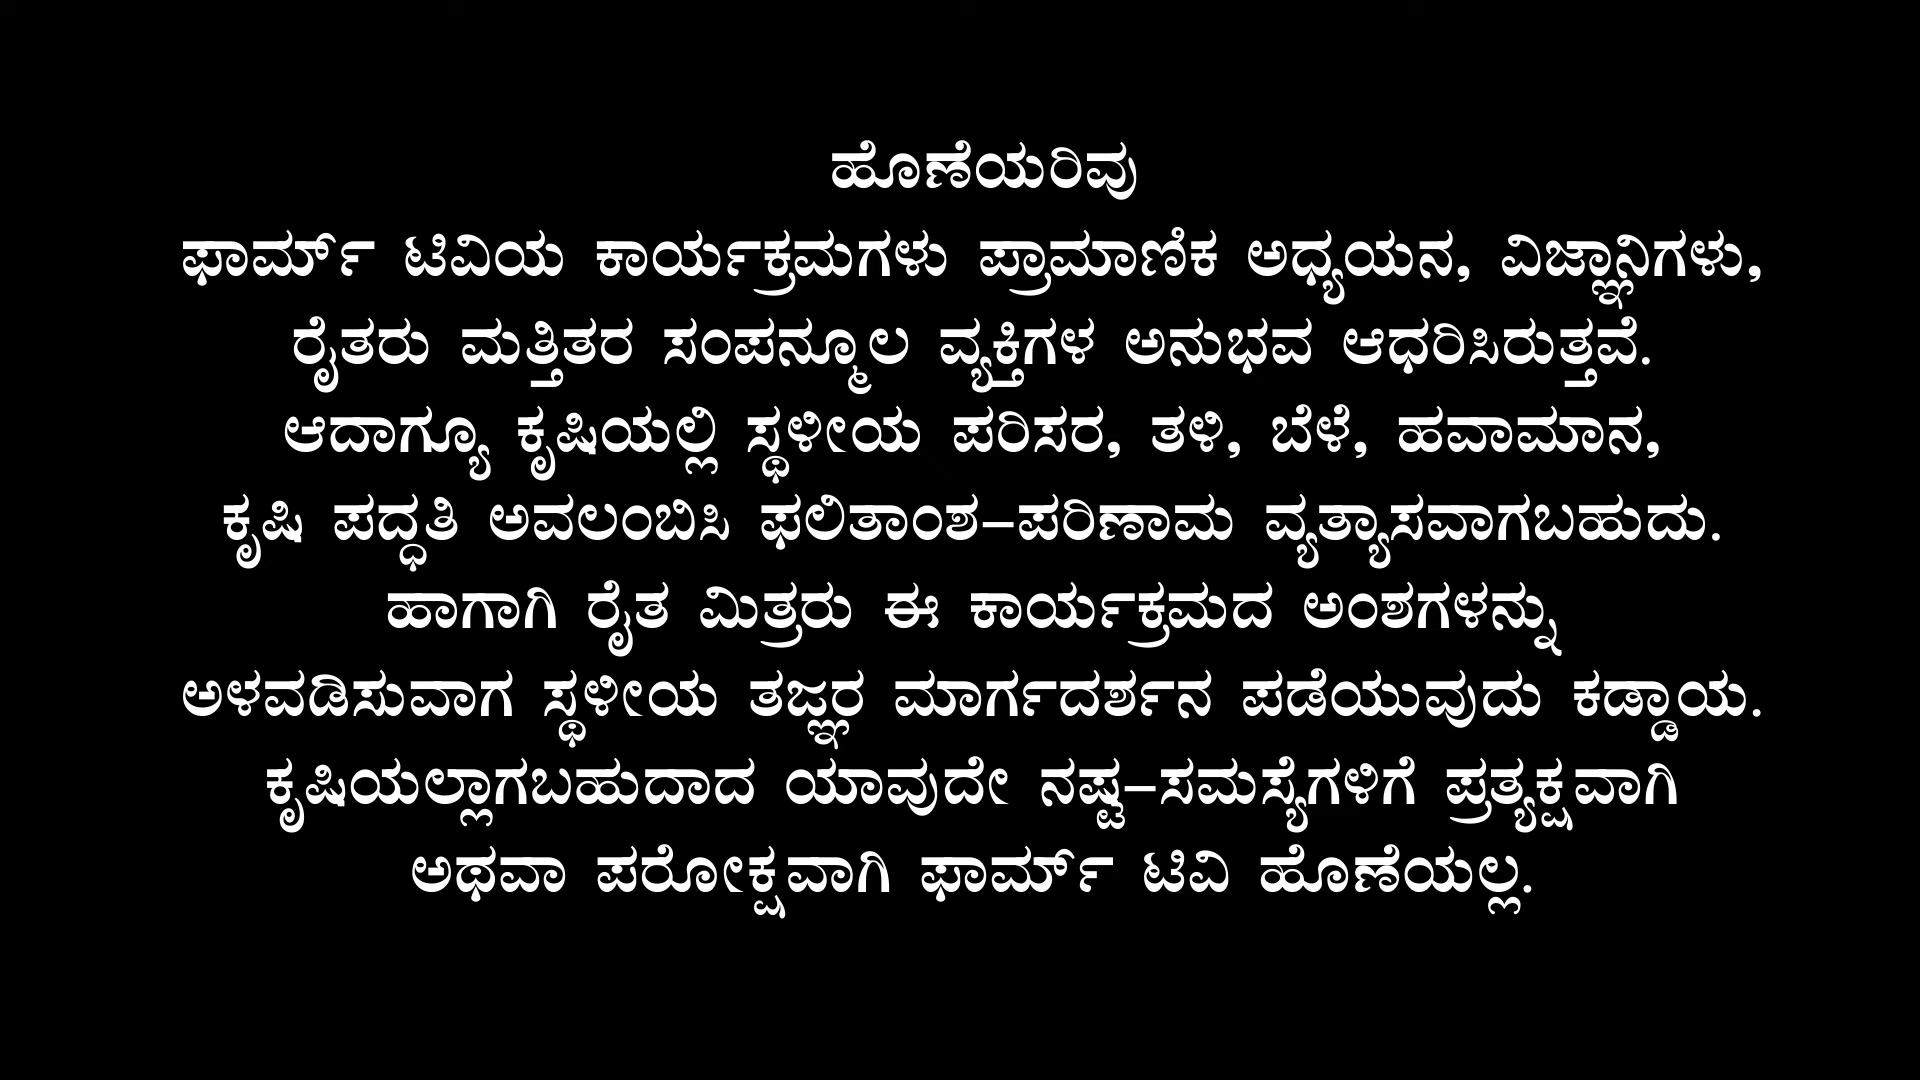 ಹೊಣೆಯರಿವು
ಫಾರ್ಮ್ ಟಿವಿಯ ಕಾರ್ಯಕ್ರಮಗಳು ಪ್ರಾಮಾಣಿಕ ಅಧ್ಯಯನ, ವಿಜ್ಞಾನಿಗಳು,
ರೈತರು ಮತ್ತಿತರ ಸಂಪನ್ಮೂಲ ವ್ಯಕ್ತಿಗಳ ಅನುಭವ ಆಧರಿಸಿರುತ್ತವೆ.
ಆದಾಗ್ಯೂ ಕೃಷಿಯಲ್ಲಿ ಸ್ಥಳೀಯ ಪರಿಸರ, ತಳಿ, ಬೆಳೆ, ಹವಾಮಾನ,
ಕೃಷಿ ಪದ್ಧತಿ ಅವಲಂಬಿಸಿ ಫಲಿತಾಂಶ–ಪರಿಣಾಮ ವ್ಯತ್ಯಾಸವಾಗಬಹುದು.
ಹಾಗಾಗಿ ರೈತ ಮಿತ್ರರು ಈ ಕಾರ್ಯಕ್ರಮದ ಅಂಶಗಳನ್ನು
ಅಳವಡಿಸುವಾಗ ಸ್ಥಳೀಯ ತಜ್ಞರ ಮಾರ್ಗದರ್ಶನ ಪಡೆಯುವುದು ಕಡ್ಡಾಯ.
ಕೃಷಿಯಲ್ಲಾಗಬಹುದಾದ ಯಾವುದೇ ನಷ್ಟ–ಸಮಸ್ಯೆಗಳಿಗೆ ಪ್ರತ್ಯಕ್ಷವಾಗಿ
ಅಥವಾ ಪರೋಕ್ಷವಾಗಿ ಫಾರ್ಮ್ ಟಿವಿ ಹೊಣೆಯಲ್ಲ.